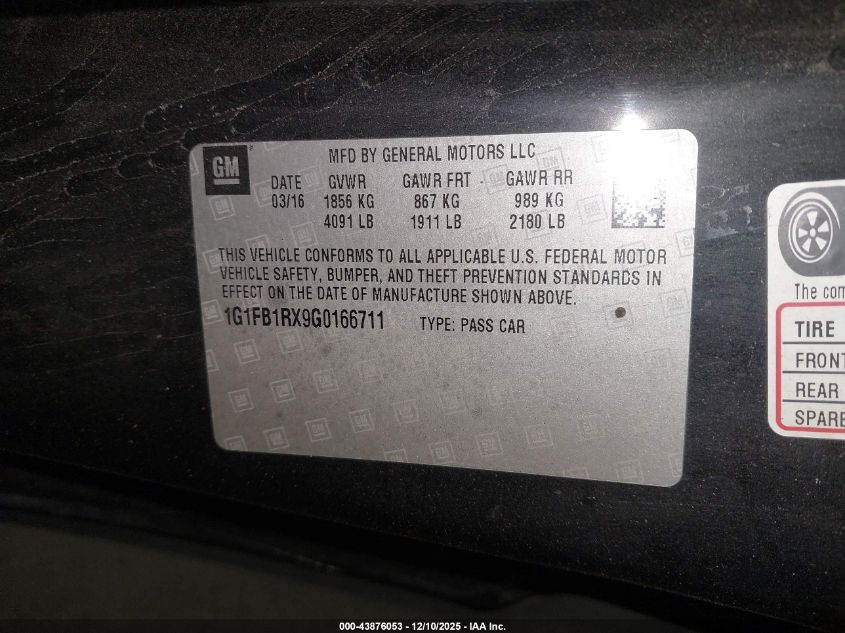 GM
MFD BY GENERAL MOTORS LLC
DATE GVWR GAWR FRT GAWR RR
03/16 1856 KG 867 KG 989 KG
4091 LB 1911 LB 2180 LB
THIS VEHICLE CONFORMS TO ALL APPLICABLE U.S. FEDERAL MOTOR
VEHICLE SAFETY, BUMPER, AND THEFT PREVENTION STANDARDS IN
EFFECT ON THE DATE OF MANUFACTURE SHOWN ABOVE.
1G1FB1RX9G0166711 TYPE: PASS CAR
The com
TIRE
FRONT
REAR
SPARE
000-43876053 — 12/10/2025 — IAA Inc.